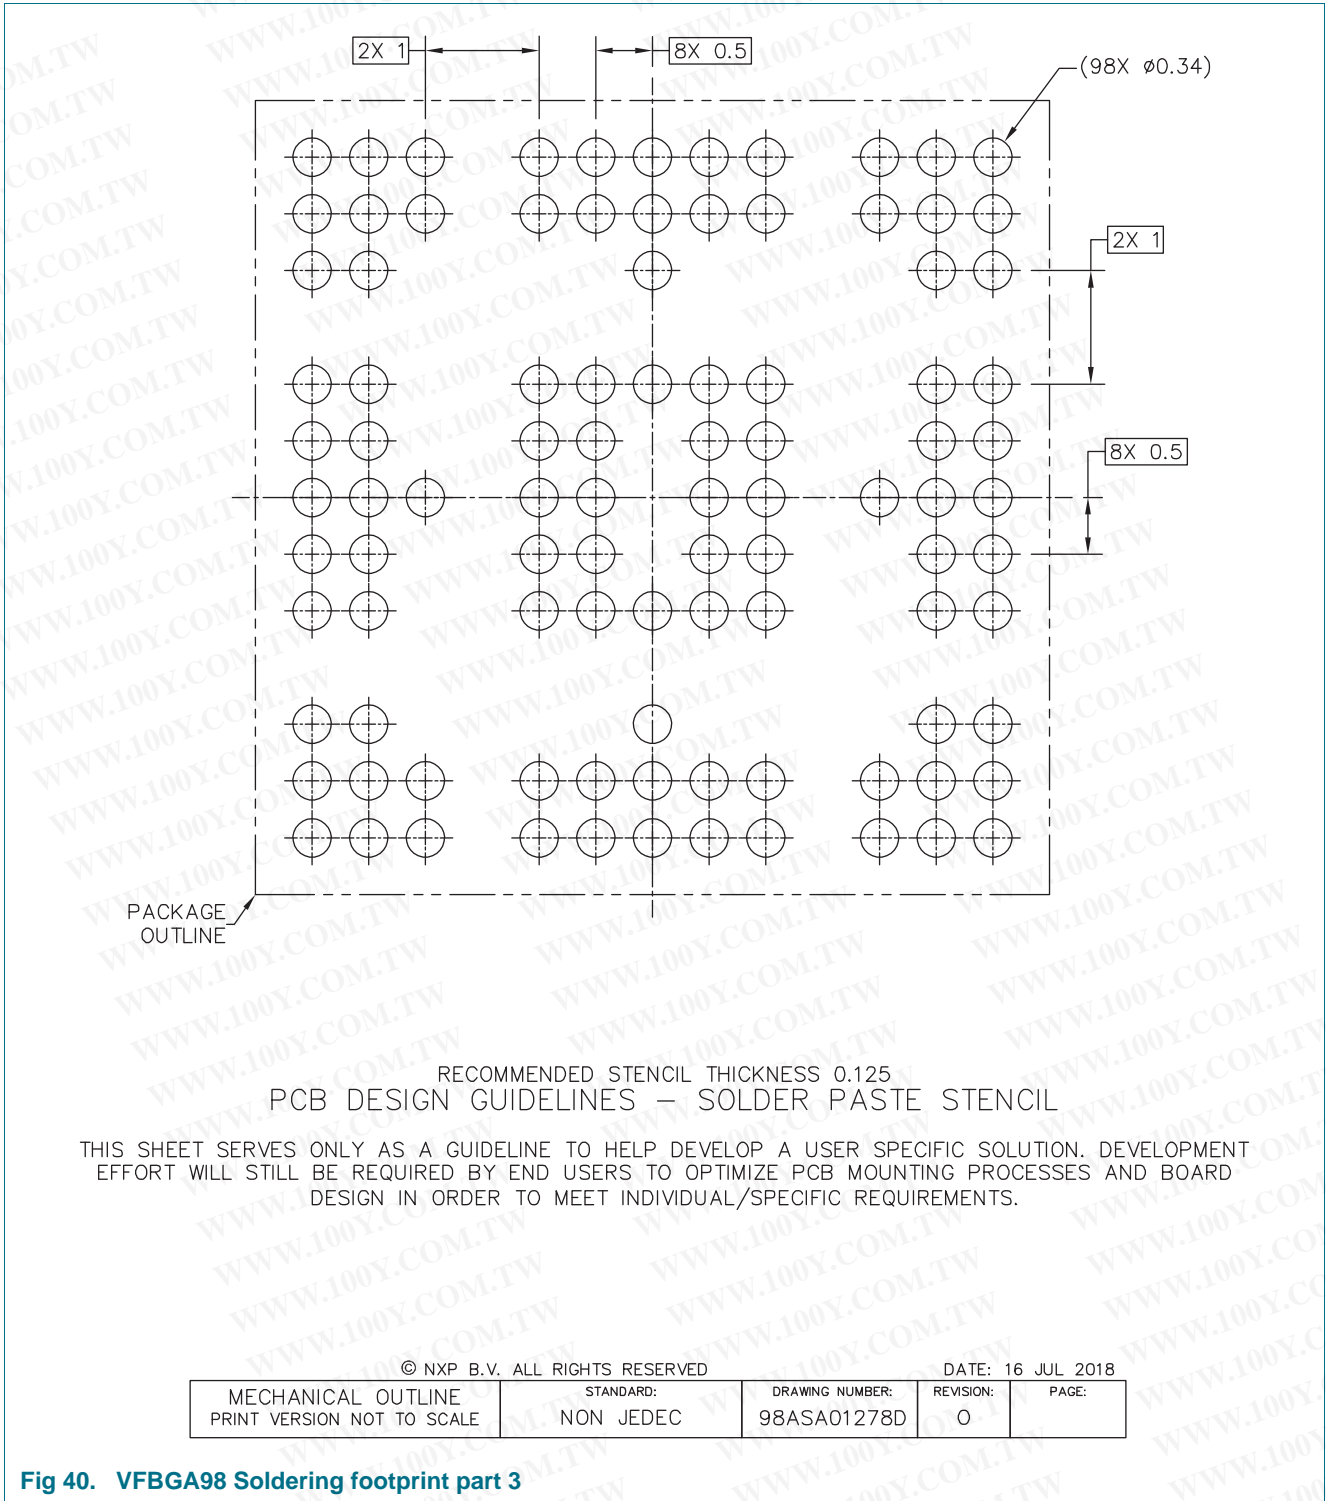 2X 1
8X 0.5
(98X ø0.34)
2X 1
8X 0.5
PACKAGE
OUTLINE
RECOMMENDED STENCIL THICKNESS 0.125
PCB DESIGN GUIDELINES – SOLDER PASTE STENCIL
THIS SHEET SERVES ONLY AS A GUIDELINE TO HELP DEVELOP A USER SPECIFIC SOLUTION. DEVELOPMENT
EFFORT WILL STILL BE REQUIRED BY END USERS TO OPTIMIZE PCB MOUNTING PROCESSES AND BOARD
DESIGN IN ORDER TO MEET INDIVIDUAL/SPECIFIC REQUIREMENTS.
© NXP B.V. ALL RIGHTS RESERVED DATE: 16 JUL 2018
MECHANICAL OUTLINE STANDARD: DRAWING NUMBER: REVISION: PAGE:
PRINT VERSION NOT TO SCALE NON JEDEC 98ASA01278D O
Fig 40. VFBGA98 Soldering footprint part 3
WWW.100Y.COM.TW